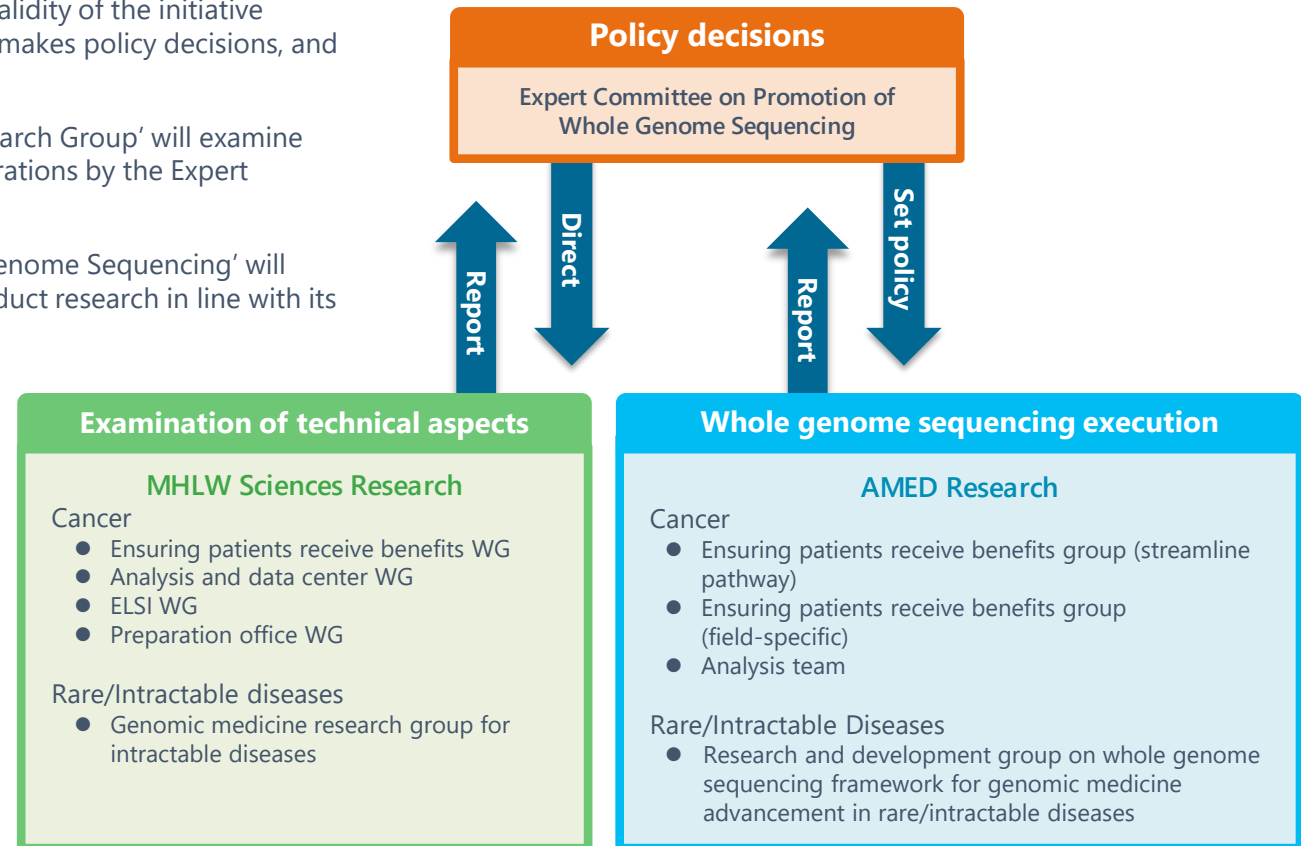 alidity of the initiative
makes policy decisions, and
arch Group’ will examine
rations by the Expert
enome Sequencing’ will
duct research in line with its
Policy decisions
Expert Committee on Promotion of
Whole Genome Sequencing
Report
Direct
Report
Set policy
Examination of technical aspects
MHLW Sciences Research
Cancer
● Ensuring patients receive benefits WG
● Analysis and data center WG
● ELSI WG
● Preparation office WG
Rare/Intractable diseases
● Genomic medicine research group for
intractable diseases
Whole genome sequencing execution
AMED Research
Cancer
● Ensuring patients receive benefits group (streamline
pathway)
● Ensuring patients receive benefits group
(field-specific)
● Analysis team
Rare/Intractable Diseases
● Research and development group on whole genome
sequencing framework for genomic medicine
advancement in rare/intractable diseases